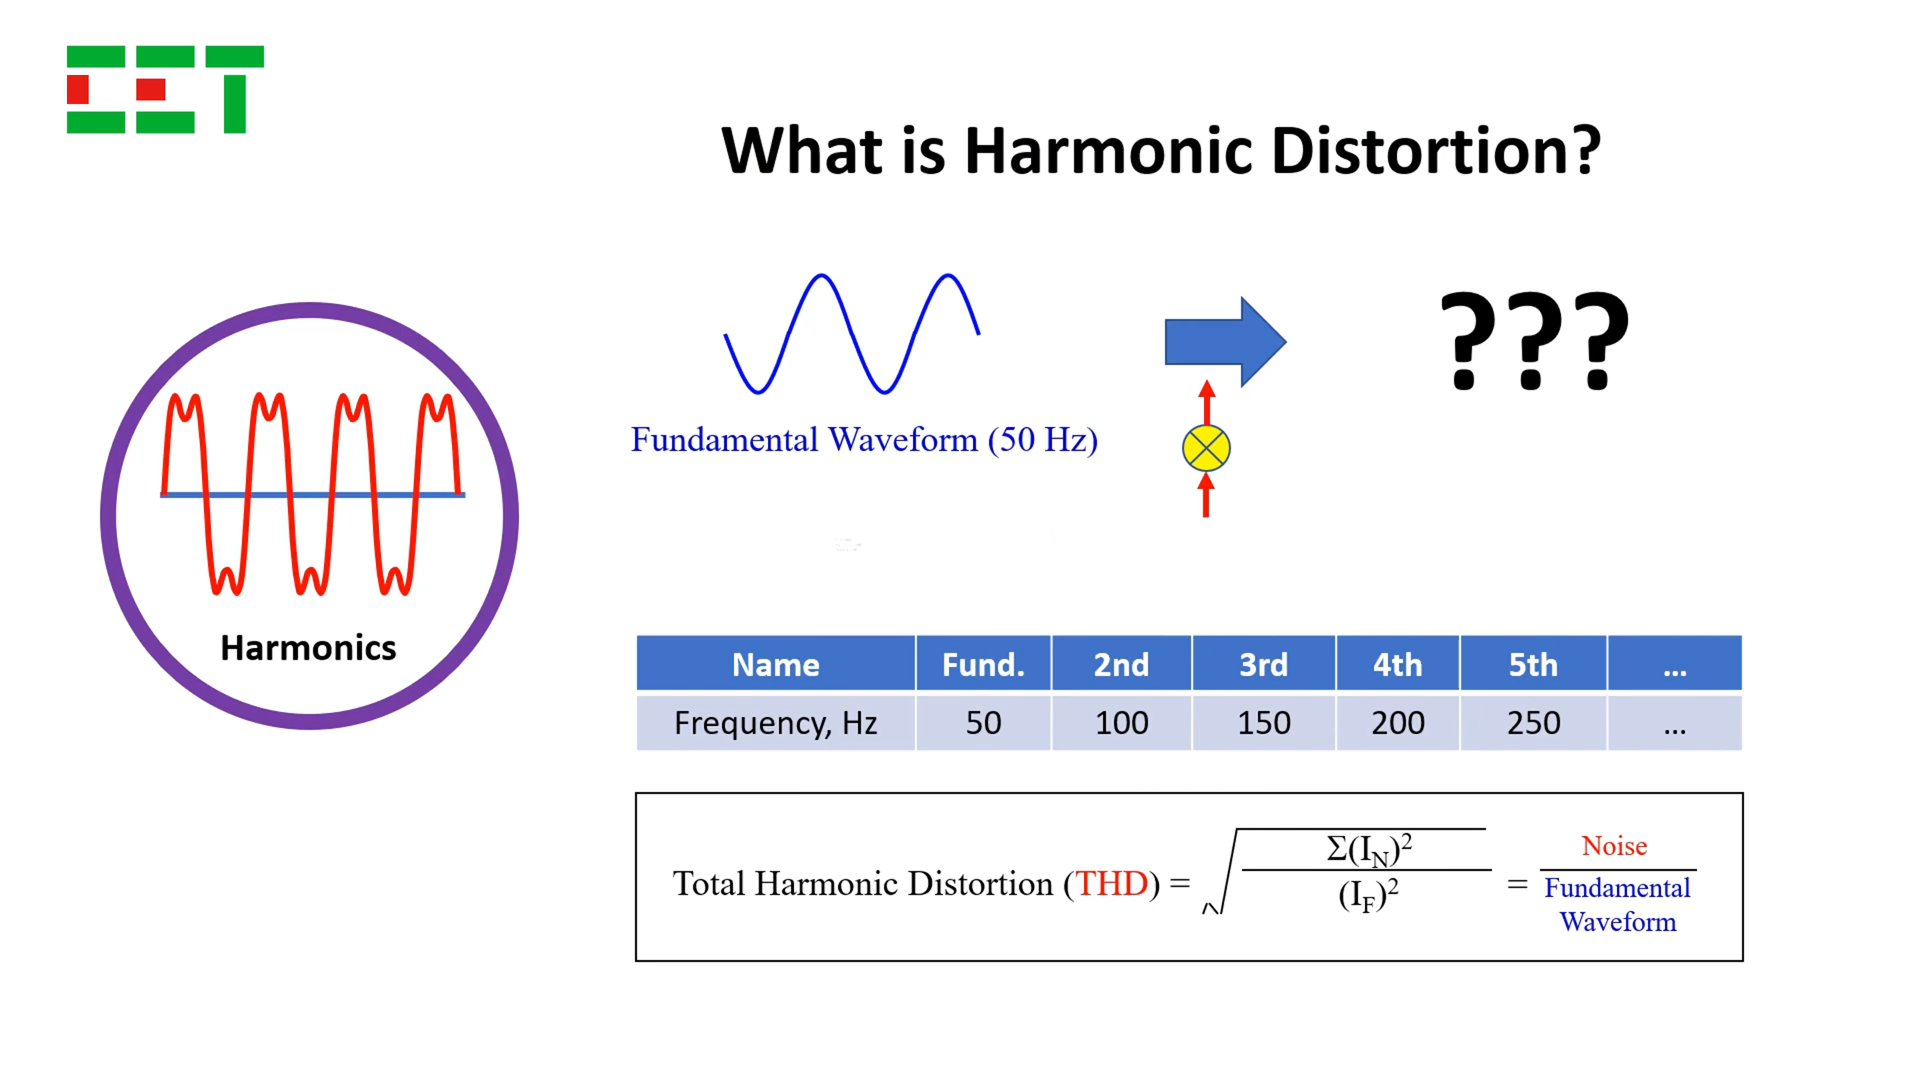 CET
What is Harmonic Distortion?
???
Fundamental Waveform (50 Hz)
Harmonics
Name Fund. 2nd 3rd 4th 5th ...
Frequency, Hz 50 100 150 200 250 ...
Total Harmonic Distortion (THD) = √ Σ(I_N)² / (I_F)² = Noise / Fundamental
Waveform